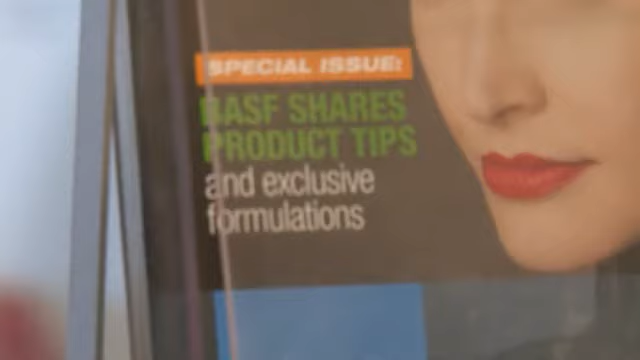 SPECIAL ISSUE:
BASF SHARES
PRODUCT TIPS
and exclusive
formulations